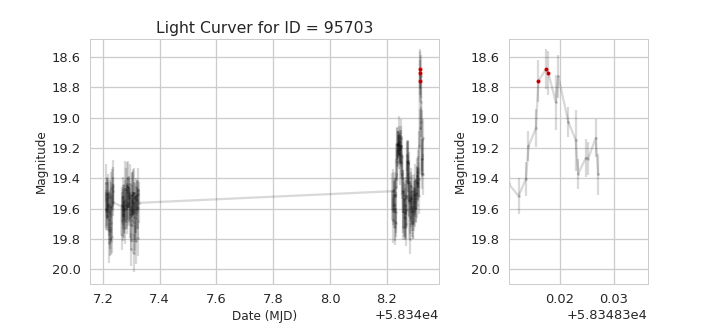 Light Curver for ID = 95703
18.6 18.8 19.0 19.2 19.4 19.6 19.8 20.0
Magnitude
7.2 7.4 7.6 7.8 8.0 8.2
Date (MJD)
+5.834e4
18.6 18.8 19.0 19.2 19.4 19.6 19.8 20.0
Magnitude
0.02 0.03
+5.83483e4